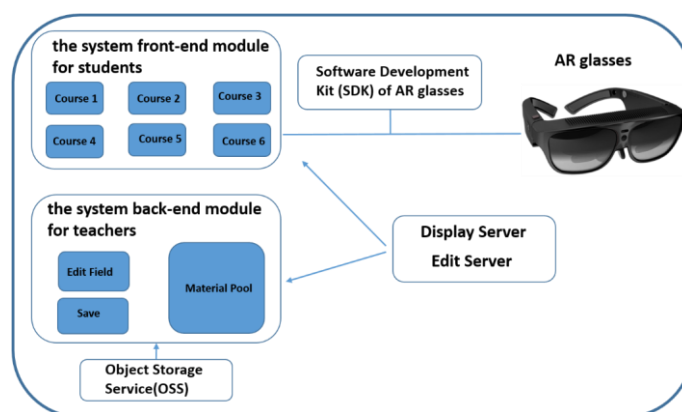 the system front-end module
for students
Course 1
Course 2
Course 3
Course 4
Course 5
Course 6
Software Development
Kit (SDK) of AR glasses
AR glasses
the system back-end module
for teachers
Edit Field
Save
Material Pool
Display Server
Edit Server
Object Storage
Service(OSS)